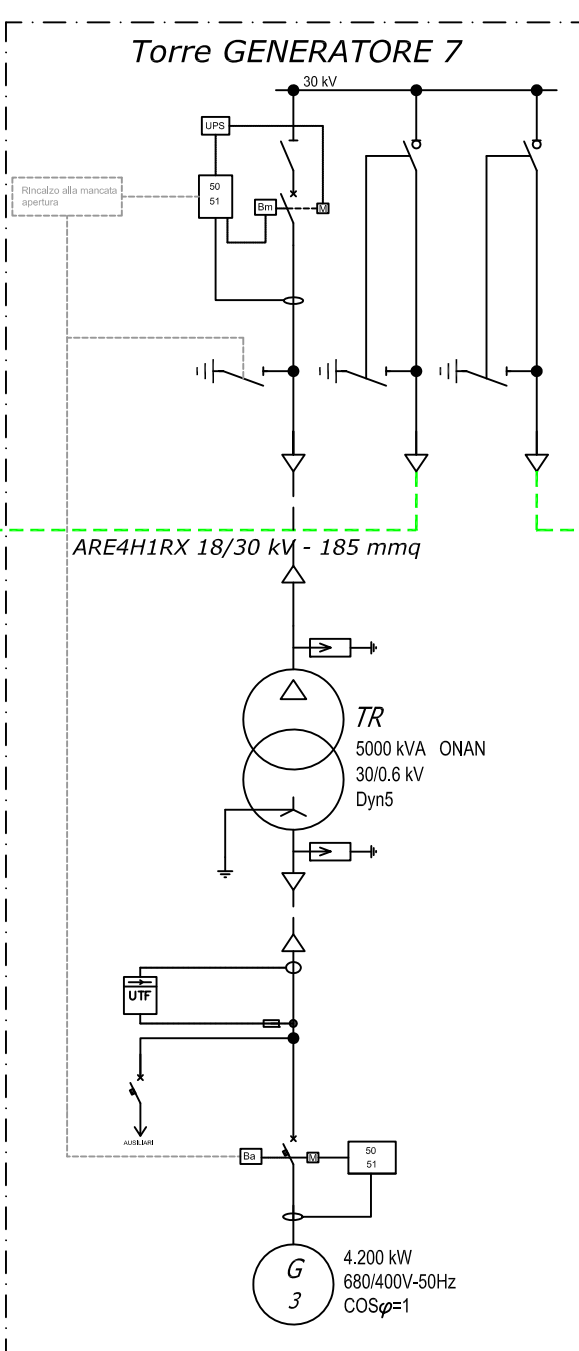 Torre GENERATORE 7
30 kV
UPS
RIncalzo alla mancata
apertura
50
51
Bm
M
ARE4H1RX 18/30 kV - 185 mmq
TR
5000 kVA ONAN
30/0.6 kV
Dyn5
UTF
AUSILIARI
Ba
M
50
51
G
3
4.200 kW
680/400V-50Hz
COSφ=1